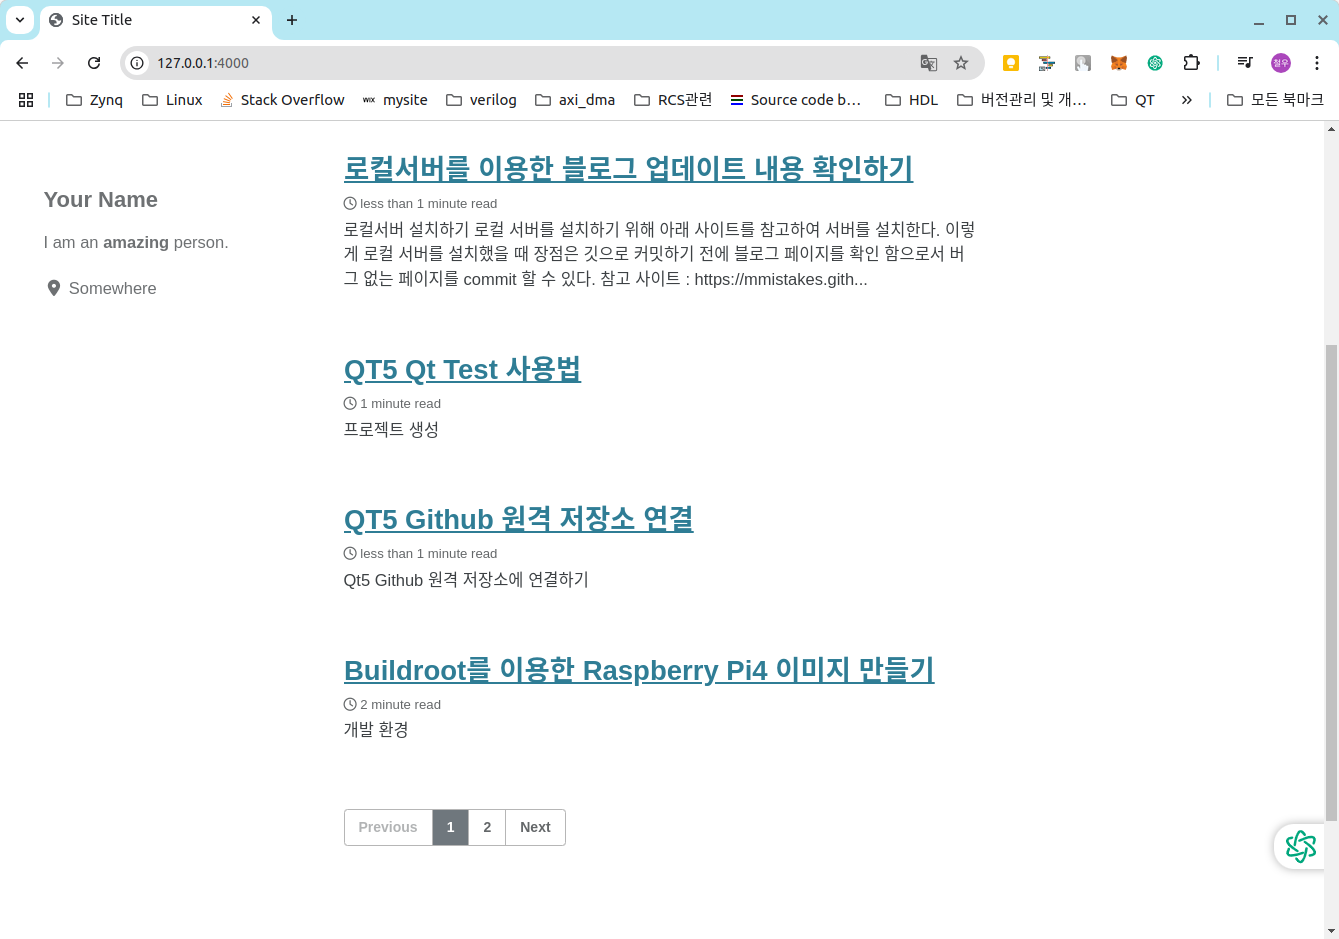 Site Title
127.0.0.1:4000
철우
Zynq Linux Stack Overflow WiX mysite verilog axi_dma RCS관련 Source code b... HDL 버전관리 및 개... QT » 모든 북마크
Your Name
I am an amazing person.
Somewhere
로컬서버를 이용한 블로그 업데이트 내용 확인하기
less than 1 minute read
로컬서버 설치하기 로컬 서버를 설치하기 위해 아래 사이트를 참고하여 서버를 설치한다. 이렇
게 로컬 서버를 설치했을 때 장점은 깃으로 커밋하기 전에 블로그 페이지를 확인 함으로서 버
그 없는 페이지를 commit 할 수 있다. 참고 사이트 : https://mmistakes.gith...
QT5 Qt Test 사용법
1 minute read
프로젝트 생성
QT5 Github 원격 저장소 연결
less than 1 minute read
Qt5 Github 원격 저장소에 연결하기
Buildroot를 이용한 Raspberry Pi4 이미지 만들기
2 minute read
개발 환경
Previous 1 2 Next